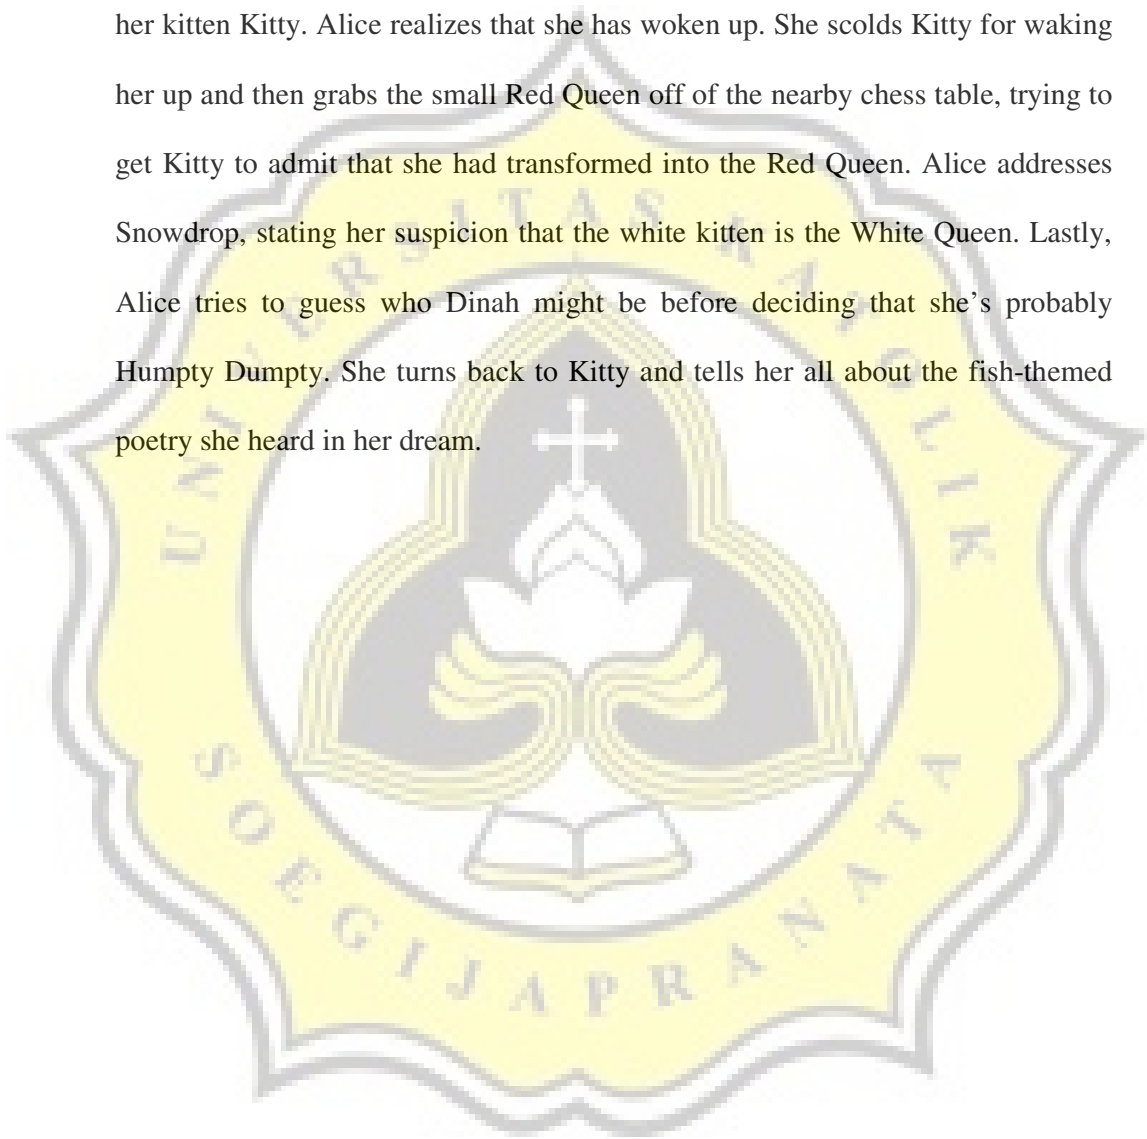 her kitten Kitty. Alice realizes that she has woken up. She scolds Kitty for waking
her up and then grabs the small Red Queen off of the nearby chess table, trying to
get Kitty to admit that she had transformed into the Red Queen. Alice addresses
Snowdrop, stating her suspicion that the white kitten is the White Queen. Lastly,
Alice tries to guess who Dinah might be before deciding that she’s probably
Humpty Dumpty. She turns back to Kitty and tells her all about the fish-themed
poetry she heard in her dream.
UNIVERSITAS KATOLIK
SOEGIJAPRANATA